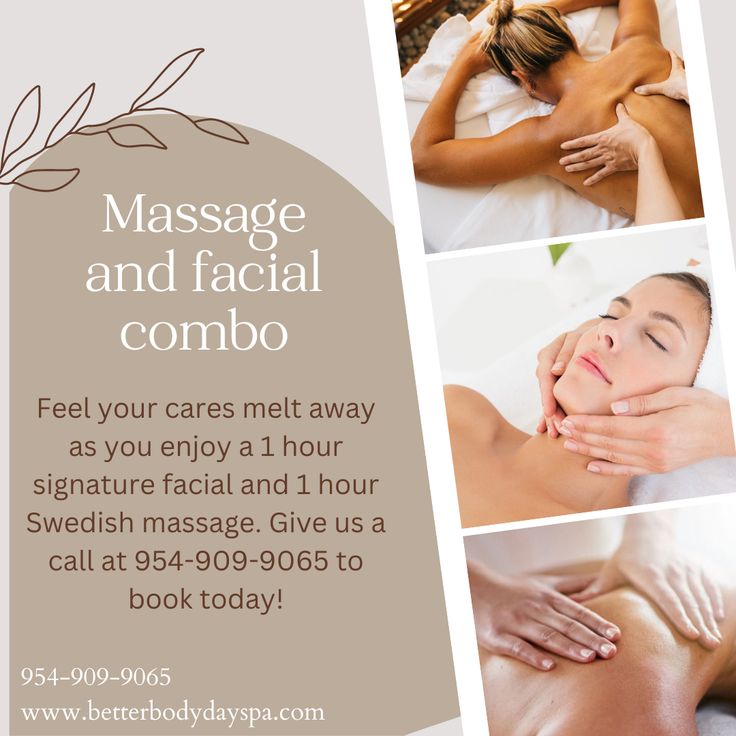 Massage
and facial
combo
Feel your cares melt away
as you enjoy a 1 hour
signature facial and 1 hour
Swedish massage. Give us a
call at 954-909-9065 to
book today!
954-909-9065
www.betterbodydayspa.com